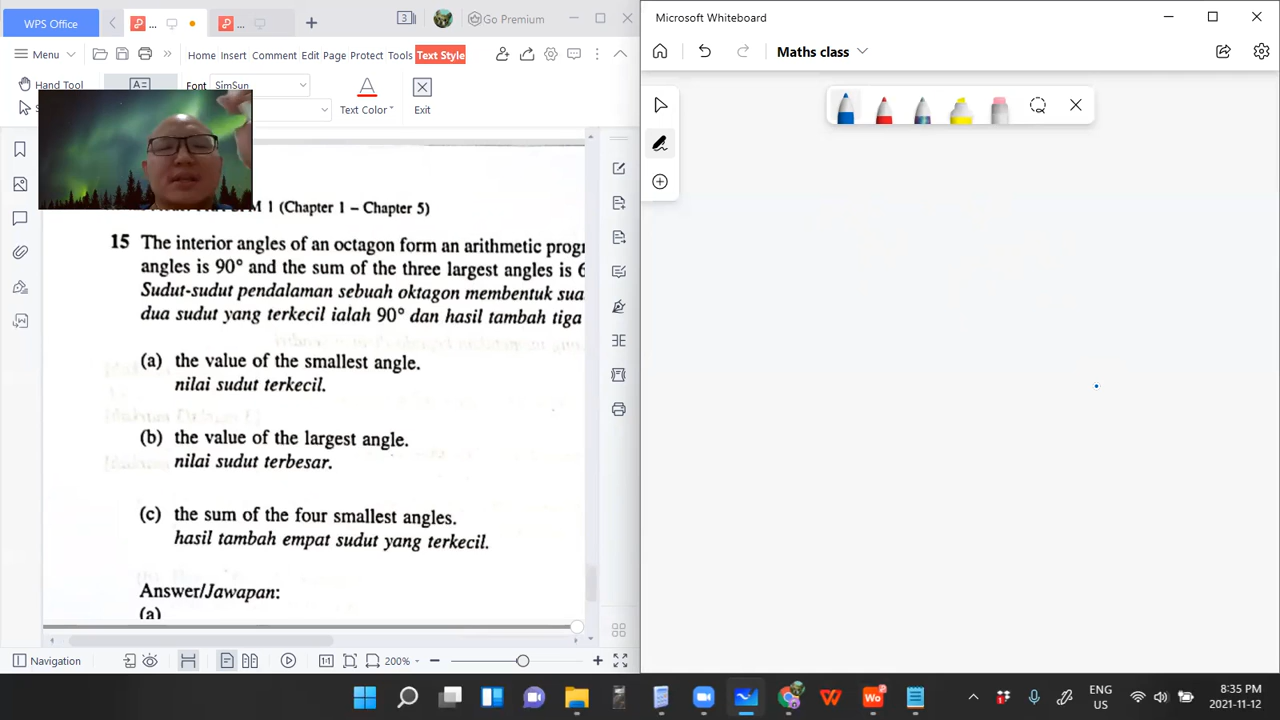 WPS Office
...
...
3
Go Premium
Microsoft Whiteboard
Menu
Home Insert Comment Edit Page Protect Tools Text Style
Maths class
Hand Tool
Font SimSun
Text Color
Exit
M 1 (Chapter 1 – Chapter 5)
15 The interior angles of an octagon form an arithmetic progr
angles is 90° and the sum of the three largest angles is 6
Sudut-sudut pendalaman sebuah oktagon membentuk sua
dua sudut yang terkecil ialah 90° dan hasil tambah tiga
(a) the value of the smallest angle.
nilai sudut terkecil.
(b) the value of the largest angle.
nilai sudut terbesar.
(c) the sum of the four smallest angles.
hasil tambah empat sudut yang terkecil.
Answer/Jawapan:
(a)
Navigation
1:1
200%
ENG
US
8:35 PM
2021-11-12